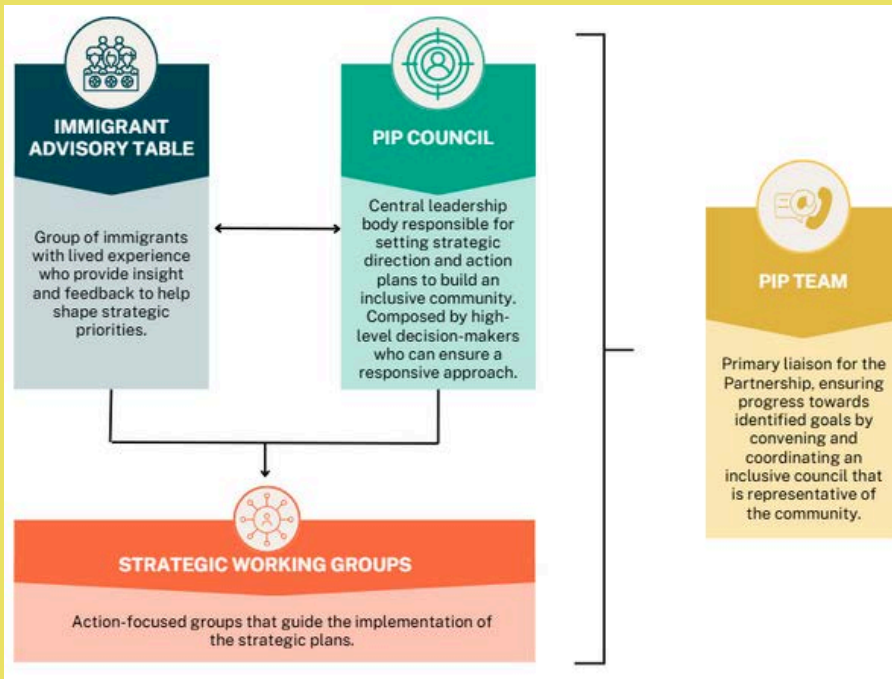 IMMIGRANT
ADVISORY TABLE
Group of immigrants
with lived experience
who provide insight
and feedback to help
shape strategic
priorities.
PIP COUNCIL
Central leadership
body responsible for
setting strategic
direction and action
plans to build an
inclusive community.
Composed by high-
level decision-makers
who can ensure a
responsive approach.
STRATEGIC WORKING GROUPS
Action-focused groups that guide the implementation of
the strategic plans.
PIP TEAM
Primary liaison for the
Partnership, ensuring
progress towards
identified goals by
convening and
coordinating an
inclusive council that
is representative of
the community.